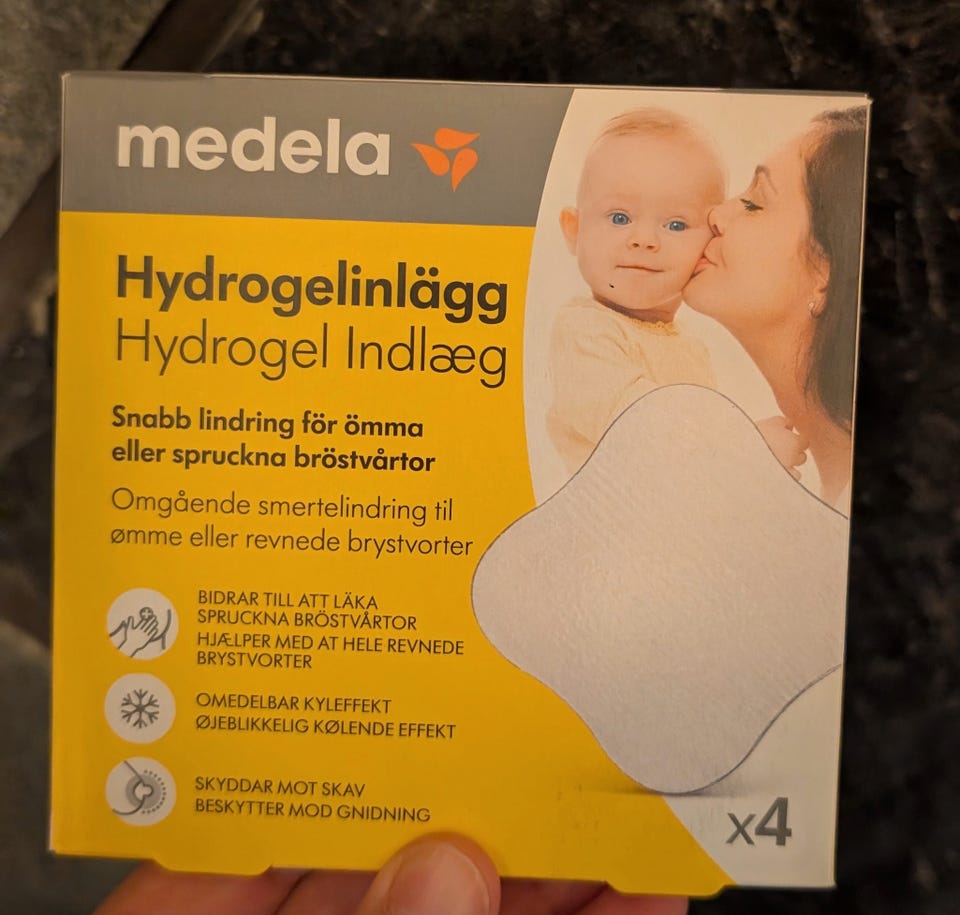 medela
Hydrogelinlägg
Hydrogel Indlæg
Snabb lindring för ömma
eller spruckna bröstvårtor
Omgående smertelindring til
ømme eller revnede brystvorter
BIDRAR TILL ATT LÄKA
SPRUCKNA BRÖSTVÅRTOR
HJÆLPER MED AT HELE REVNEDE
BRYSTVORTER
OMEDELBAR KYLEFFEKT
ØJEBLIKKELIG KØLENDE EFFEKT
SKYDDAR MOT SKAV
BESKYTTER MOD GNIDNING
x4